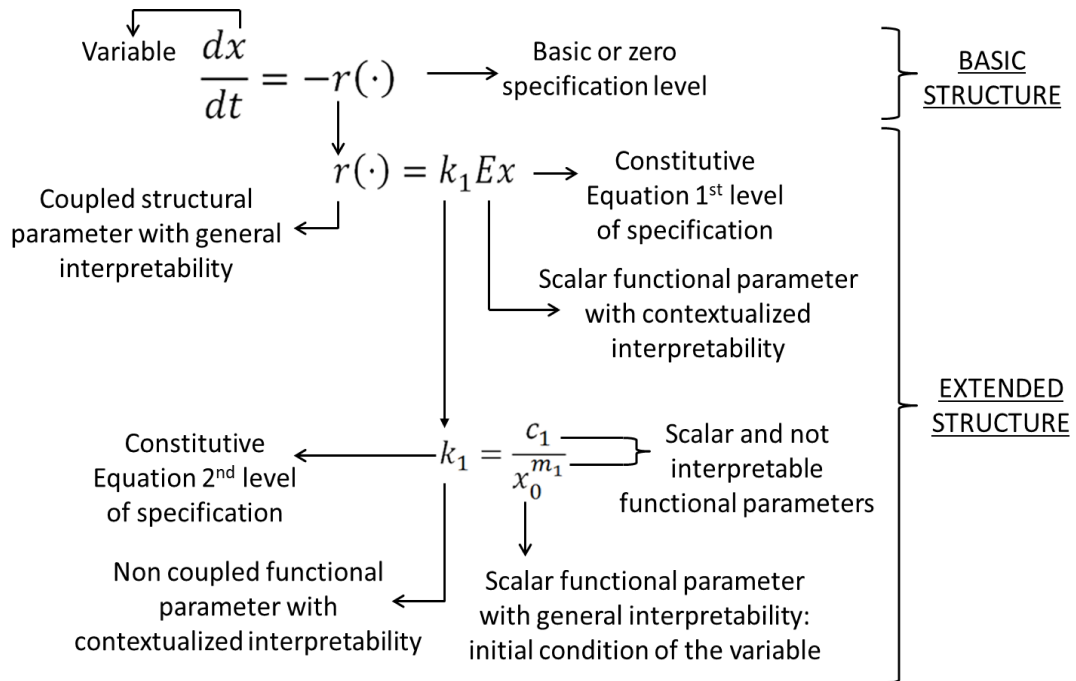 Variable
dx/dt = −r(·)
Basic or zero
specification level
BASIC
STRUCTURE
r(·) = k₁Ex
Constitutive
Equation 1ˢᵗ level
of specification
Coupled structural
parameter with general
interpretability
Scalar functional parameter
with contextualized
interpretability
EXTENDED
STRUCTURE
Constitutive
Equation 2ⁿᵈ level
of specification
k₁ = c₁/x₀^m₁
Scalar and not
interpretable
functional parameters
Non coupled functional
parameter with
contextualized interpretability
Scalar functional parameter
with general interpretability:
initial condition of the variable